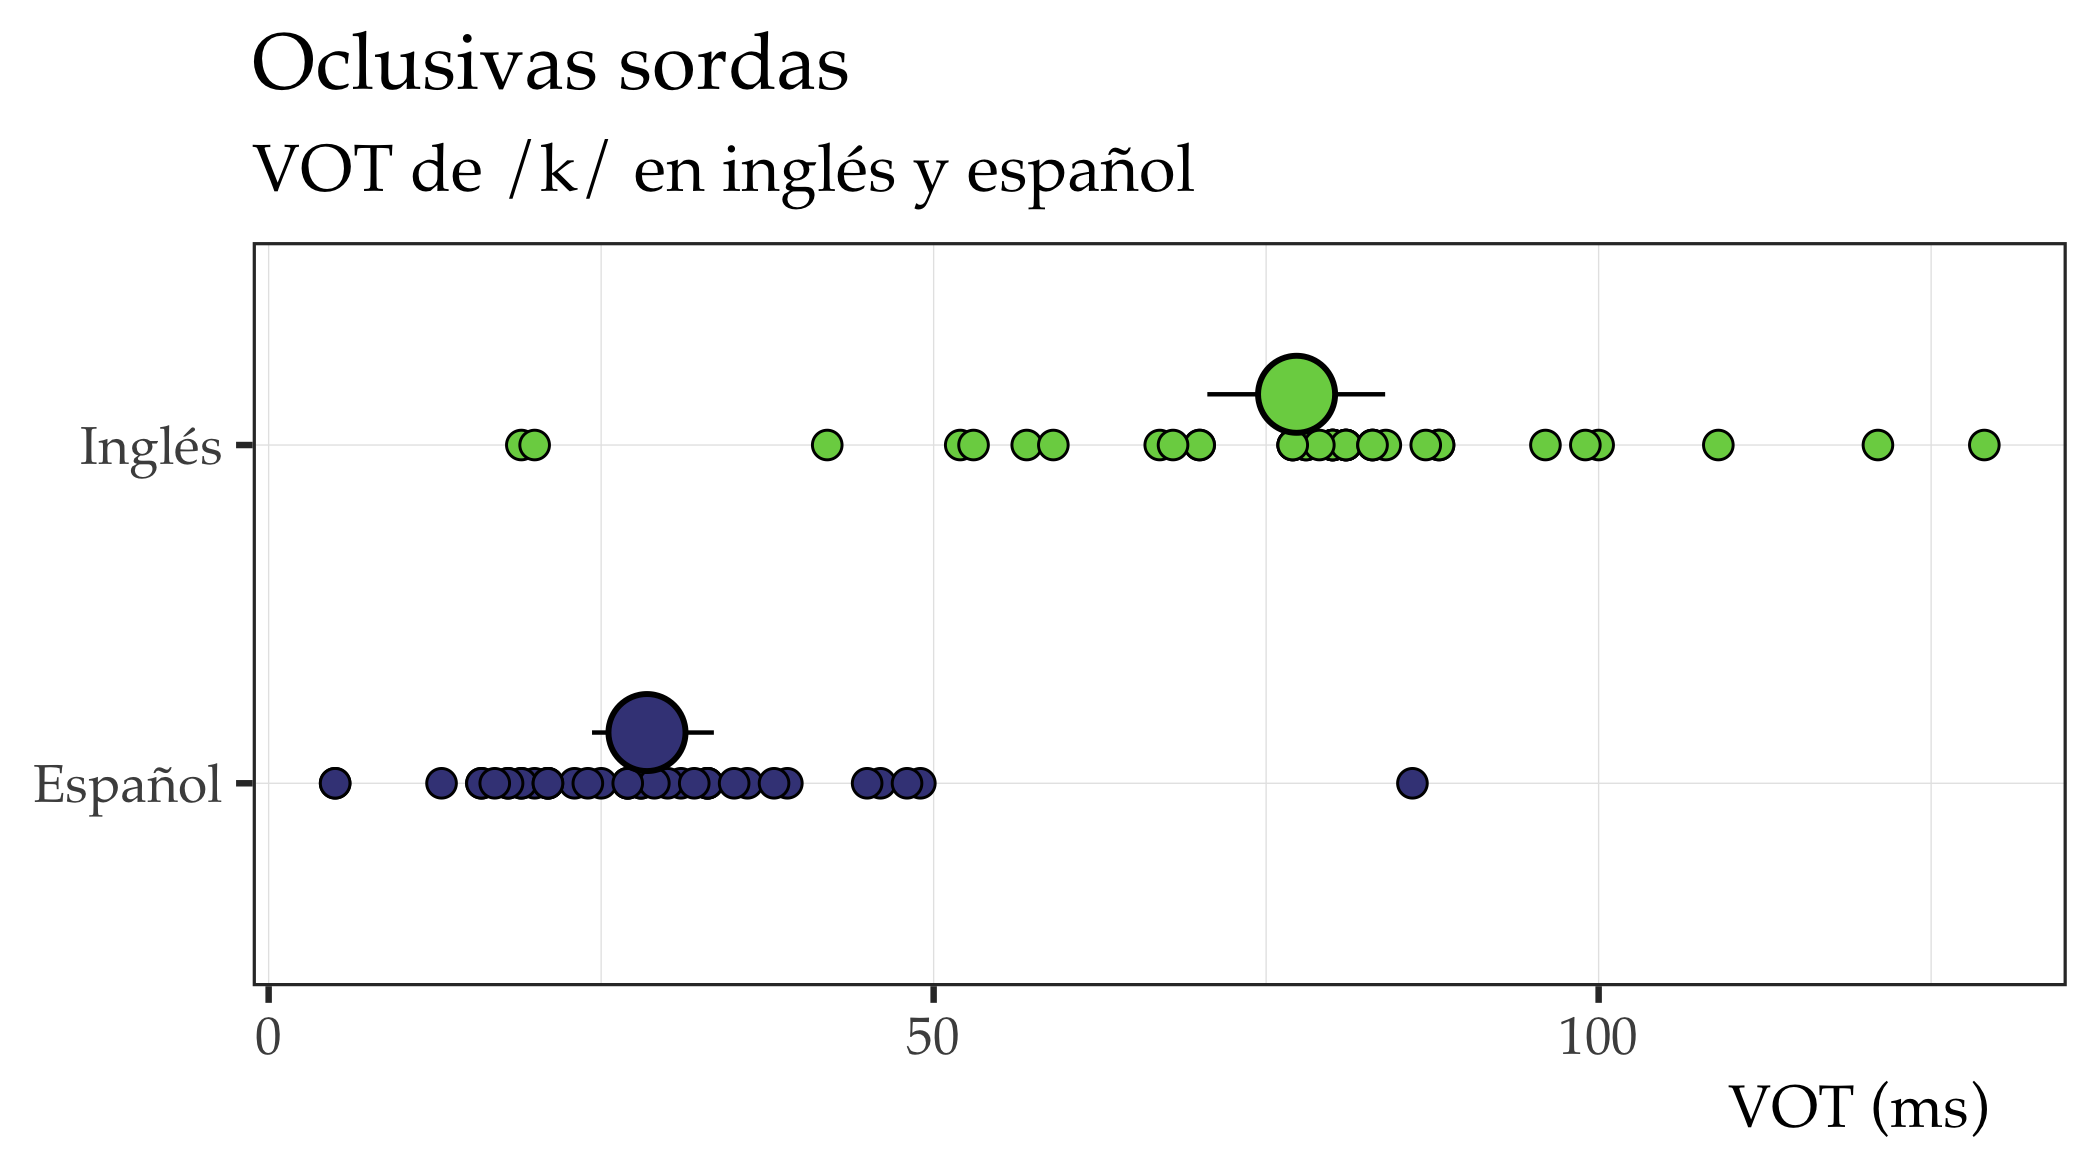 Oclusivas sordas
VOT de /k/ en inglés y español
Inglés
Español
0 50 100
VOT (ms)